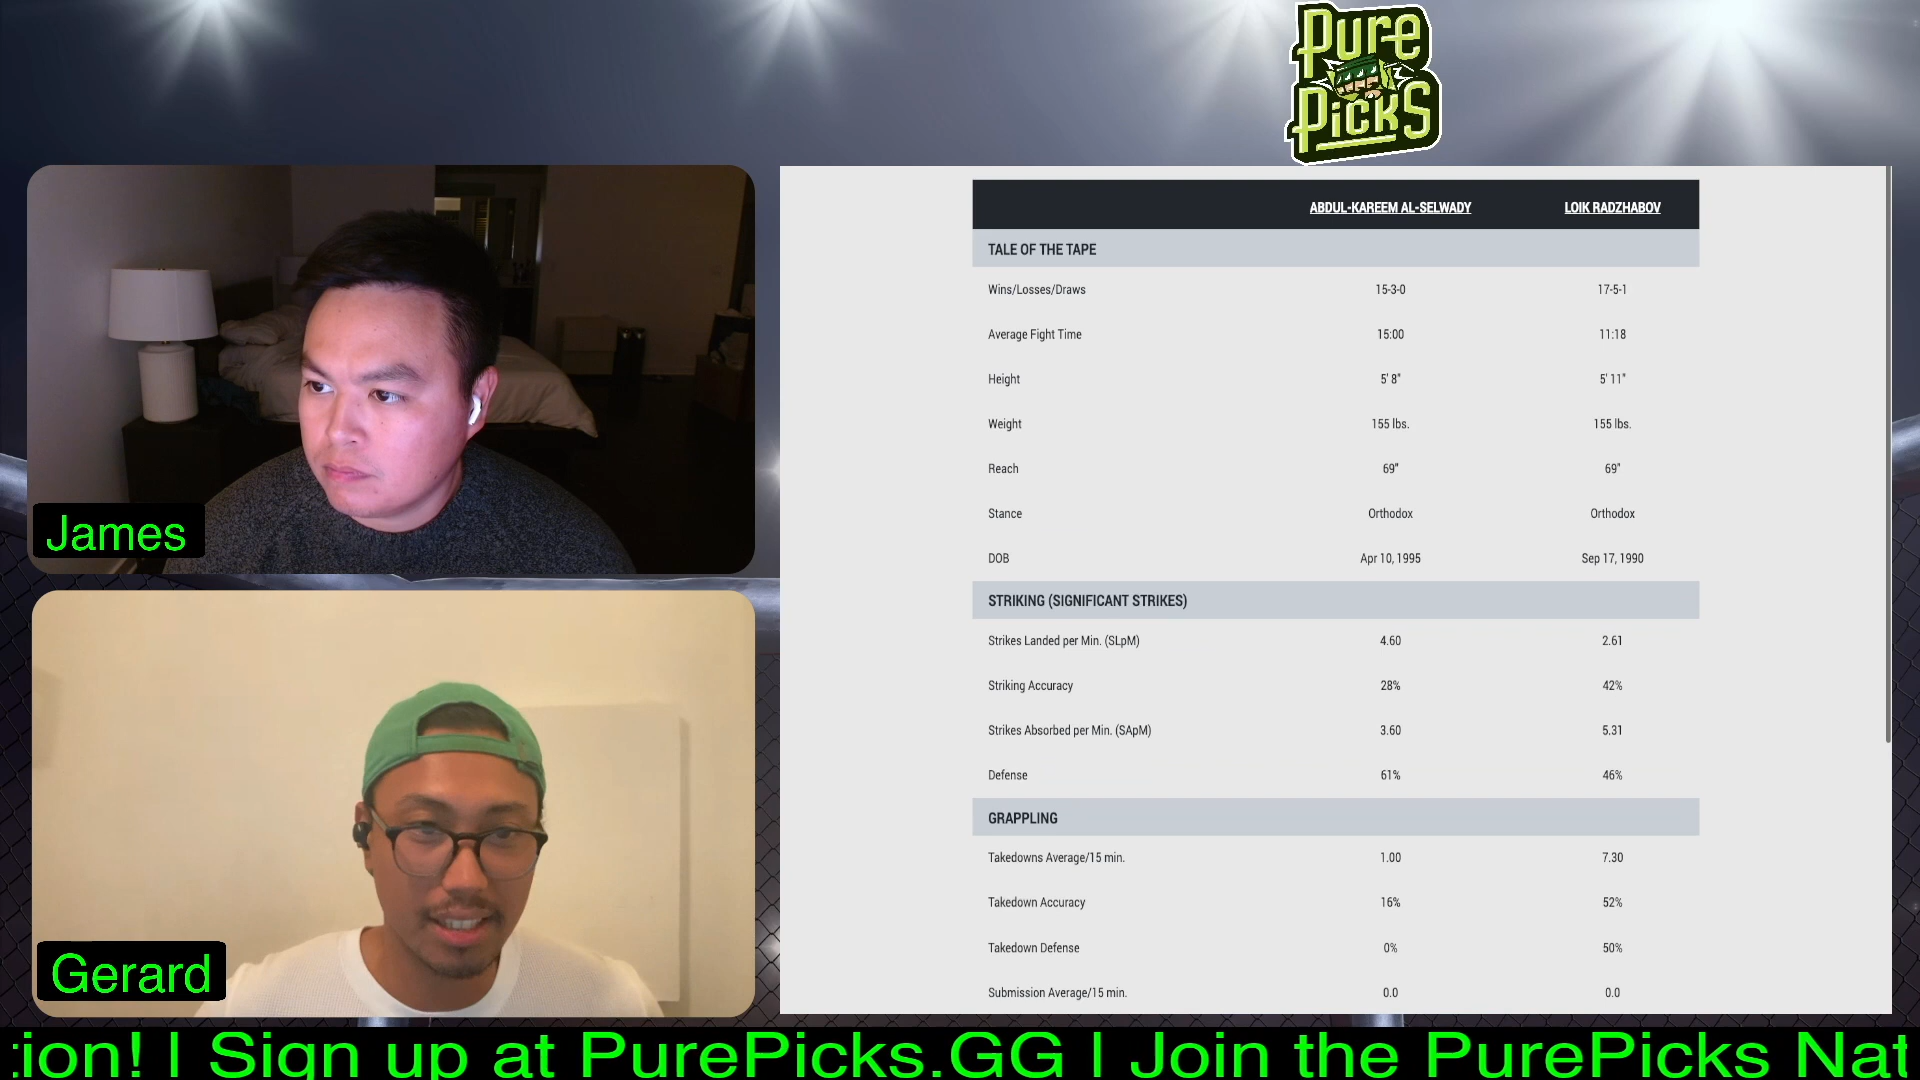 Pure
Picks
James
Gerard
ABDUL-KAREEM AL-SELWADY LOIK RADZHABOV
TALE OF THE TAPE
Wins/Losses/Draws 15-3-0 17-5-1
Average Fight Time 15:00 11:18
Height 5' 8" 5' 11"
Weight 155 lbs. 155 lbs.
Reach 69" 69"
Stance Orthodox Orthodox
DOB Apr 10, 1995 Sep 17, 1990
STRIKING (SIGNIFICANT STRIKES)
Strikes Landed per Min. (SLpM) 4.60 2.61
Striking Accuracy 28% 42%
Strikes Absorbed per Min. (SApM) 3.60 5.31
Defense 61% 46%
GRAPPLING
Takedowns Average/15 min. 1.00 7.30
Takedown Accuracy 16% 52%
Takedown Defense 0% 50%
Submission Average/15 min. 0.0 0.0
tion! | Sign up at PurePicks.GG | Join the PurePicks Nat